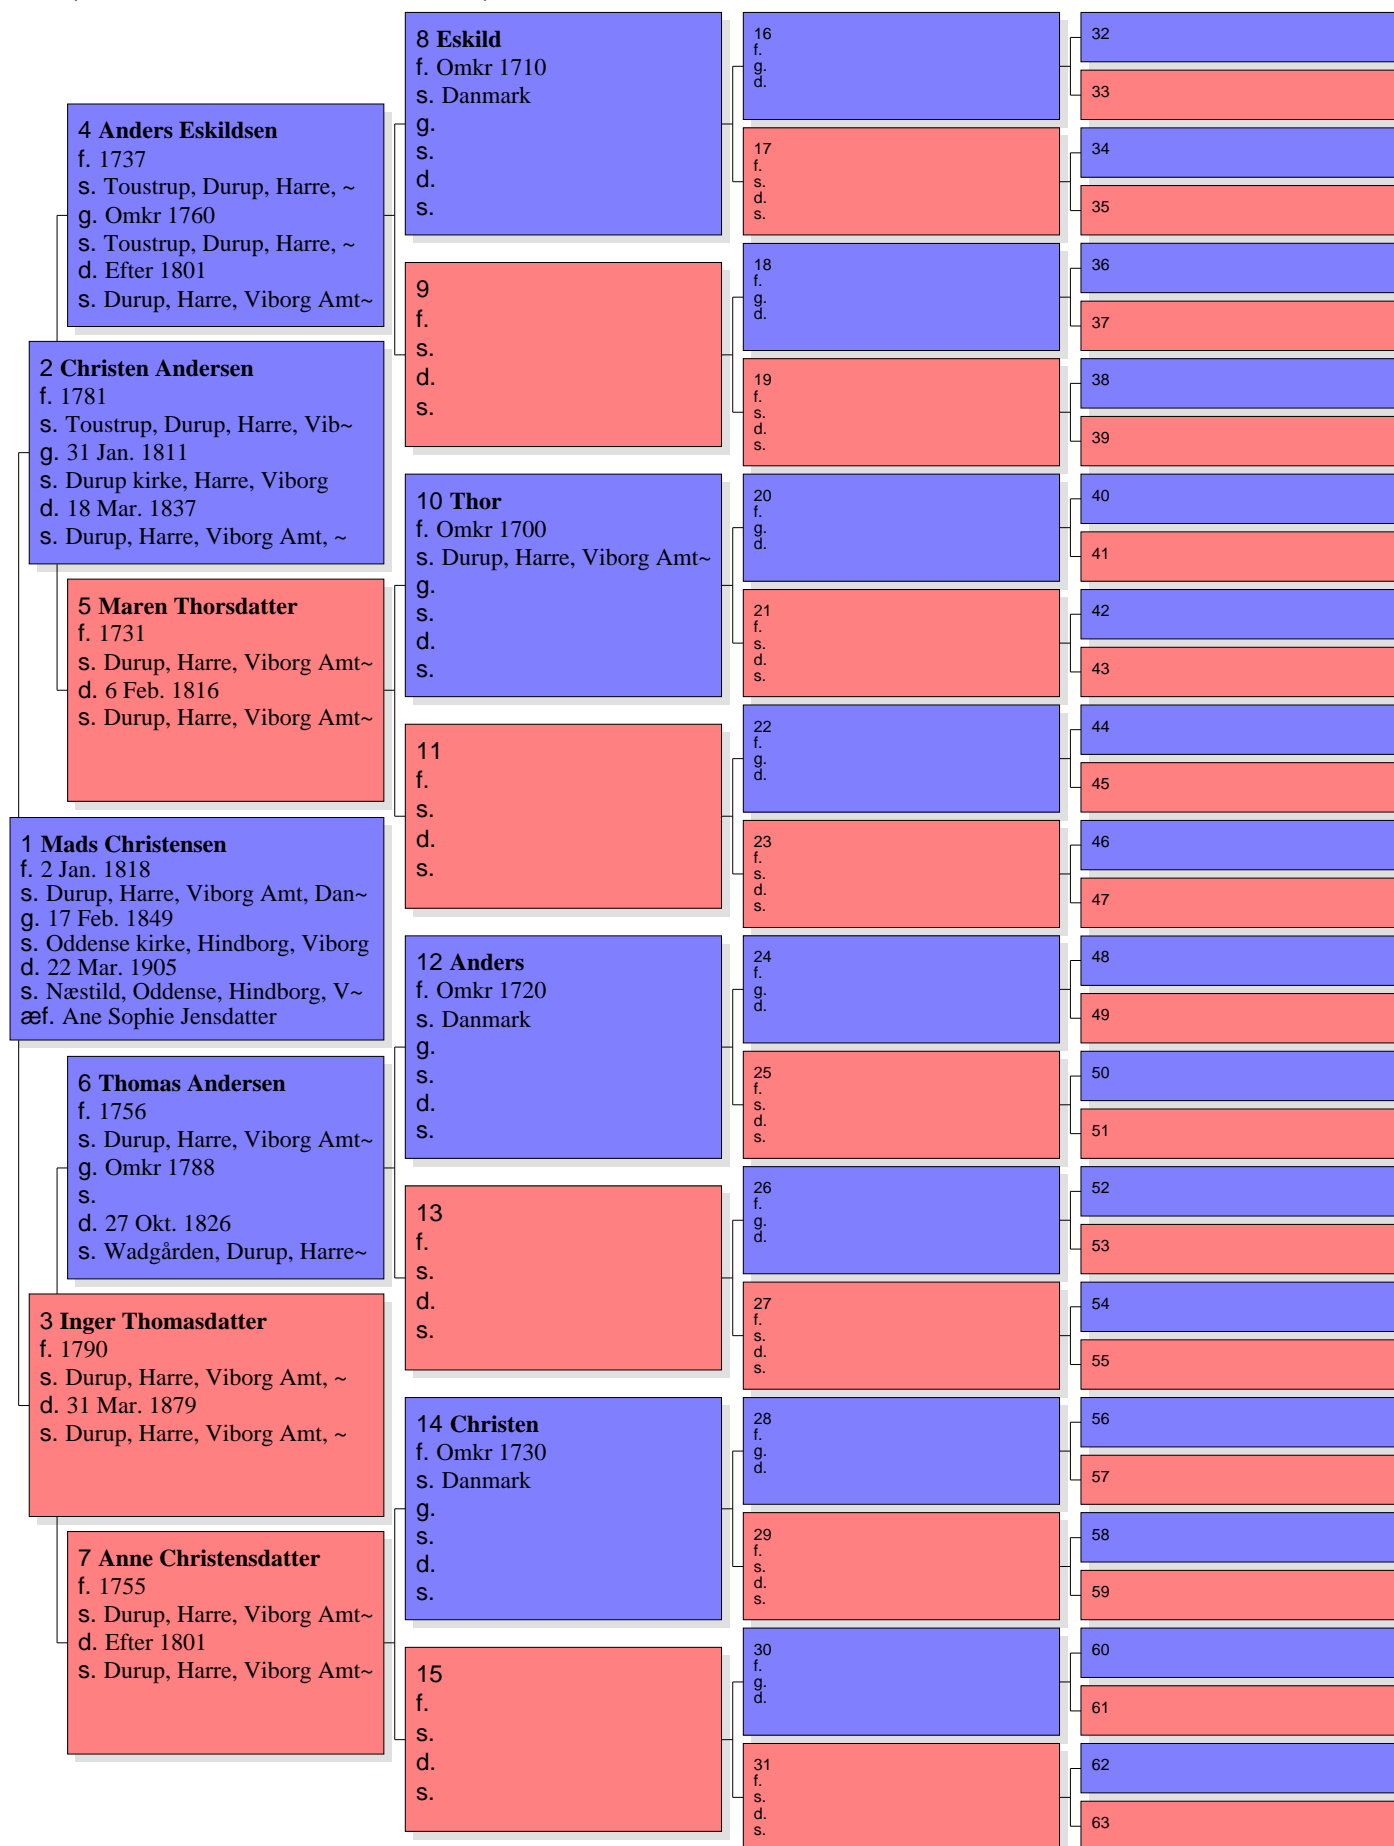 8 Eskild
f. Omkr 1710
s. Danmark
g.
s.
d.
s.
4 Anders Eskildsen
f. 1737
s. Toustrup, Durup, Harre, ~
g. Omkr 1760
s. Toustrup, Durup, Harre, ~
d. Efter 1801
s. Durup, Harre, Viborg Amt~
9
f.
s.
d.
s.
2 Christen Andersen
f. 1781
s. Toustrup, Durup, Harre, Vib~
g. 31 Jan. 1811
s. Durup kirke, Harre, Viborg
d. 18 Mar. 1837
s. Durup, Harre, Viborg Amt, ~
10 Thor
f. Omkr 1700
s. Durup, Harre, Viborg Amt~
g.
s.
d.
s.
5 Maren Thorsdatter
f. 1731
s. Durup, Harre, Viborg Amt~
d. 6 Feb. 1816
s. Durup, Harre, Viborg Amt~
11
f.
s.
d.
s.
1 Mads Christensen
f. 2 Jan. 1818
s. Durup, Harre, Viborg Amt, Dan~
g. 17 Feb. 1849
s. Oddense kirke, Hindborg, Viborg
d. 22 Mar. 1905
s. Næstild, Oddense, Hindborg, V~
æf. Ane Sophie Jensdatter
12 Anders
f. Omkr 1720
s. Danmark
g.
s.
d.
s.
6 Thomas Andersen
f. 1756
s. Durup, Harre, Viborg Amt~
g. Omkr 1788
s.
d. 27 Okt. 1826
s. Wadgården, Durup, Harre~
13
f.
s.
d.
s.
3 Inger Thomasdatter
f. 1790
s. Durup, Harre, Viborg Amt, ~
d. 31 Mar. 1879
s. Durup, Harre, Viborg Amt, ~
14 Christen
f. Omkr 1730
s. Danmark
g.
s.
d.
s.
7 Anne Christensdatter
f. 1755
s. Durup, Harre, Viborg Amt~
d. Efter 1801
s. Durup, Harre, Viborg Amt~
15
f.
s.
d.
s.
16
f.
g.
d.
17
f.
s.
d.
s.
18
f.
g.
d.
19
f.
s.
d.
s.
20
f.
g.
d.
21
f.
s.
d.
s.
22
f.
g.
d.
23
f.
s.
d.
s.
24
f.
g.
d.
25
f.
s.
d.
s.
26
f.
g.
d.
27
f.
s.
d.
s.
28
f.
g.
d.
29
f.
s.
d.
s.
30
f.
g.
d.
31
f.
s.
d.
s.
32
33
34
35
36
37
38
39
40
41
42
43
44
45
46
47
48
49
50
51
52
53
54
55
56
57
58
59
60
61
62
63